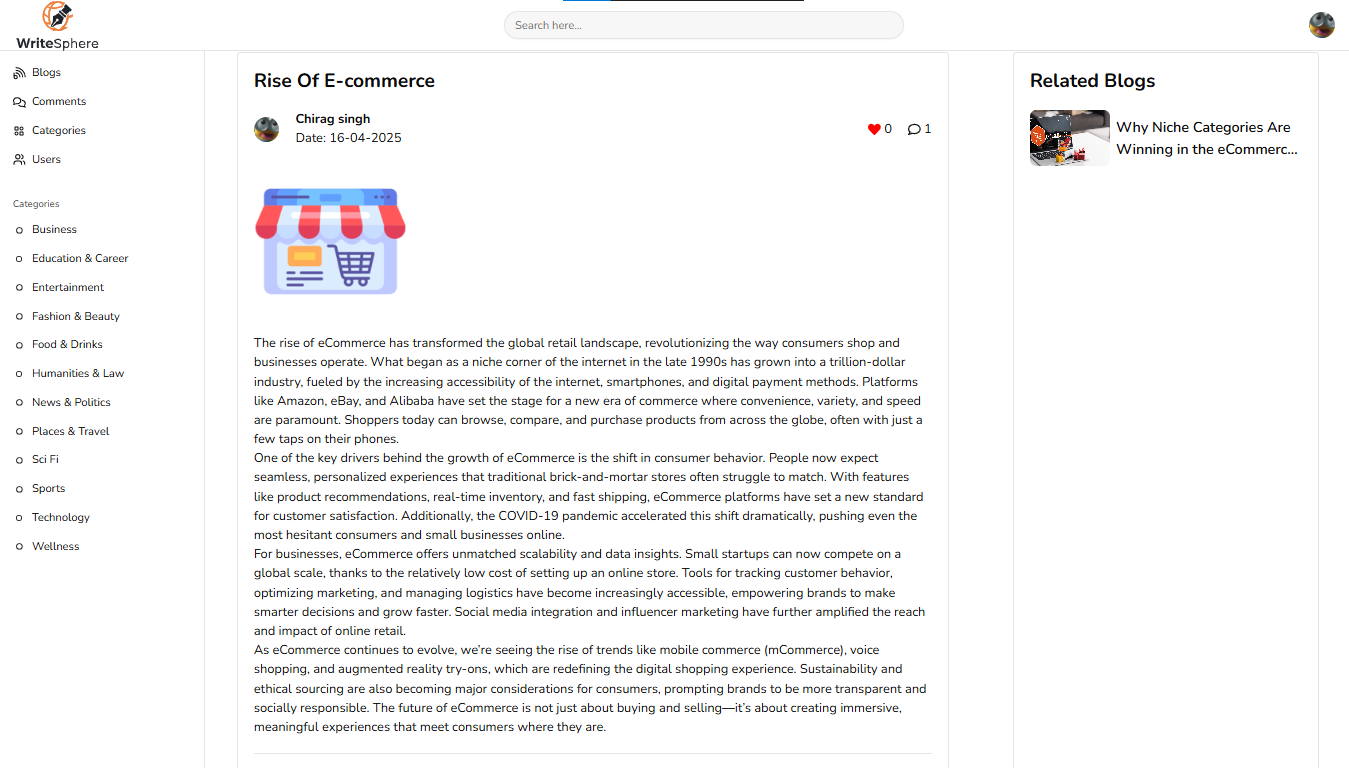 WriteSphere
Search here...
Blogs
Comments
Categories
Users
Categories
Business
Education & Career
Entertainment
Fashion & Beauty
Food & Drinks
Humanities & Law
News & Politics
Places & Travel
Sci Fi
Sports
Technology
Wellness
Rise Of E-commerce
Chirag singh
Date: 16-04-2025
0 1
The rise of eCommerce has transformed the global retail landscape, revolutionizing the way consumers shop and
businesses operate. What began as a niche corner of the internet in the late 1990s has grown into a trillion-dollar
industry, fueled by the increasing accessibility of the internet, smartphones, and digital payment methods. Platforms
like Amazon, eBay, and Alibaba have set the stage for a new era of commerce where convenience, variety, and speed
are paramount. Shoppers today can browse, compare, and purchase products from across the globe, often with just a
few taps on their phones.
One of the key drivers behind the growth of eCommerce is the shift in consumer behavior. People now expect
seamless, personalized experiences that traditional brick-and-mortar stores often struggle to match. With features
like product recommendations, real-time inventory, and fast shipping, eCommerce platforms have set a new standard
for customer satisfaction. Additionally, the COVID-19 pandemic accelerated this shift dramatically, pushing even the
most hesitant consumers and small businesses online.
For businesses, eCommerce offers unmatched scalability and data insights. Small startups can now compete on a
global scale, thanks to the relatively low cost of setting up an online store. Tools for tracking customer behavior,
optimizing marketing, and managing logistics have become increasingly accessible, empowering brands to make
smarter decisions and grow faster. Social media integration and influencer marketing have further amplified the reach
and impact of online retail.
As eCommerce continues to evolve, we’re seeing the rise of trends like mobile commerce (mCommerce), voice
shopping, and augmented reality try-ons, which are redefining the digital shopping experience. Sustainability and
ethical sourcing are also becoming major considerations for consumers, prompting brands to be more transparent and
socially responsible. The future of eCommerce is not just about buying and selling—it’s about creating immersive,
meaningful experiences that meet consumers where they are.
Related Blogs
Why Niche Categories Are
Winning in the eCommerc...